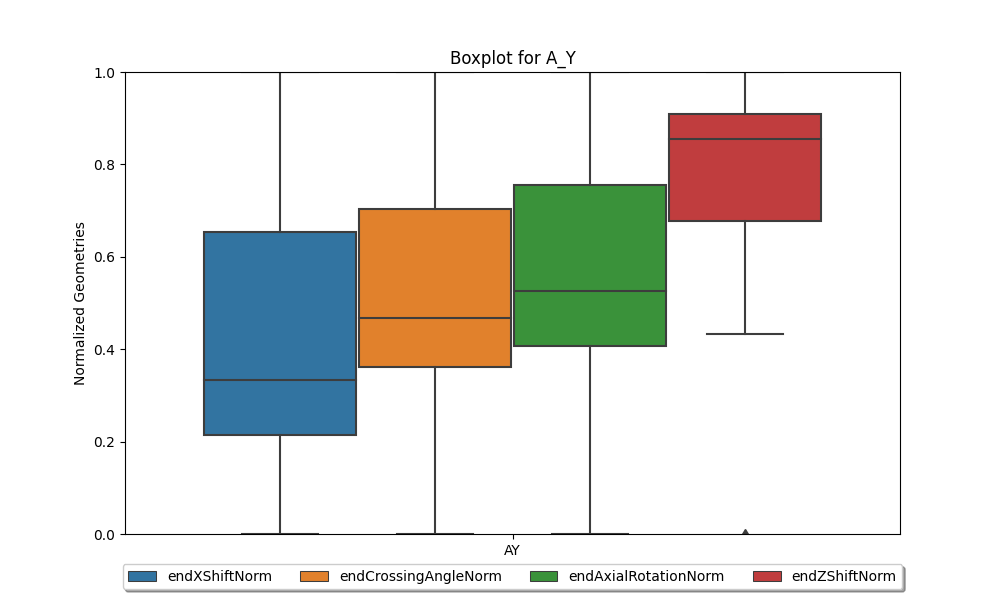 Boxplot for A_Y
1.0
0.8
0.6
0.4
0.2
0.0
Normalized Geometries
AY
endXShiftNorm endCrossingAngleNorm endAxialRotationNorm endZShiftNorm